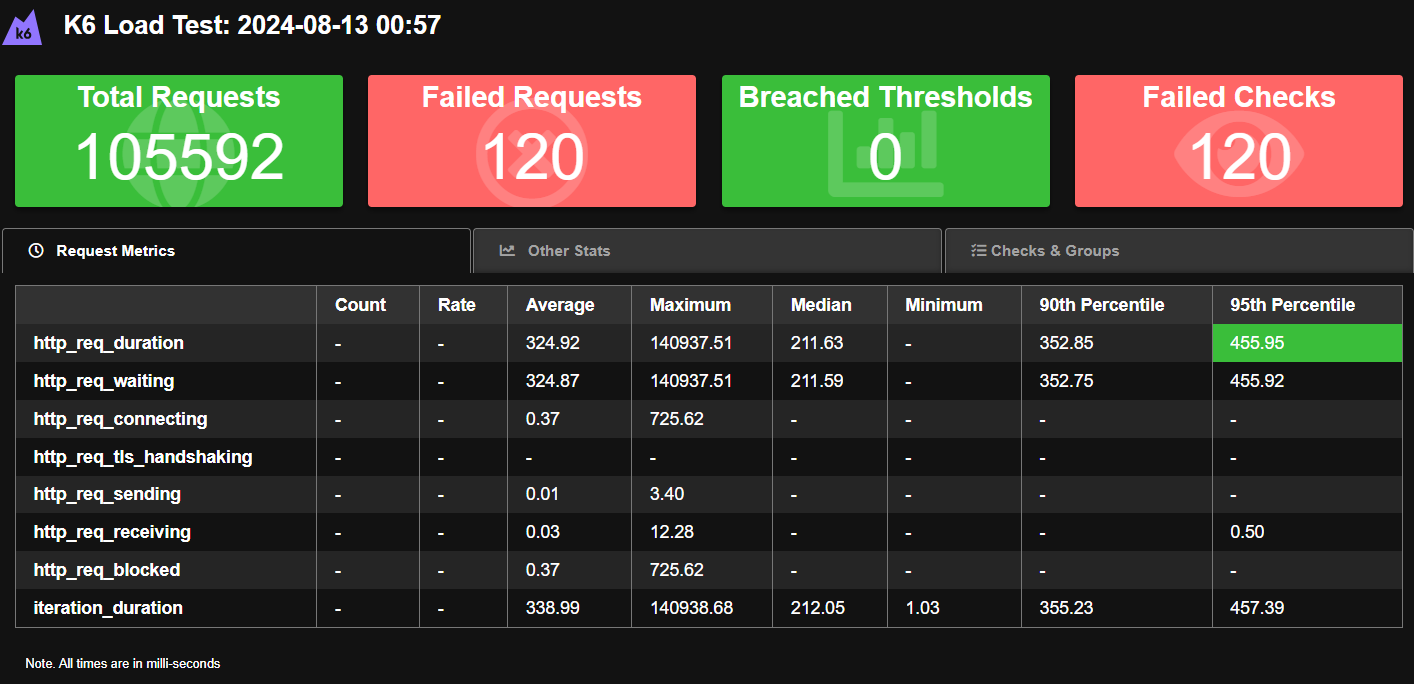 k6 K6 Load Test: 2024-08-13 00:57
Total Requests Failed Requests Breached Thresholds Failed Checks
105592 120 0 120
Request Metrics Other Stats Checks & Groups
Count Rate Average Maximum Median Minimum 90th Percentile 95th Percentile
http_req_duration - - 324.92 140937.51 211.63 - 352.85 455.95
http_req_waiting - - 324.87 140937.51 211.59 - 352.75 455.92
http_req_connecting - - 0.37 725.62 - - - -
http_req_tls_handshaking - - - - - - - -
http_req_sending - - 0.01 3.40 - - - -
http_req_receiving - - 0.03 12.28 - - - 0.50
http_req_blocked - - 0.37 725.62 - - - -
iteration_duration - - 338.99 140938.68 212.05 1.03 355.23 457.39
Note. All times are in milli-seconds